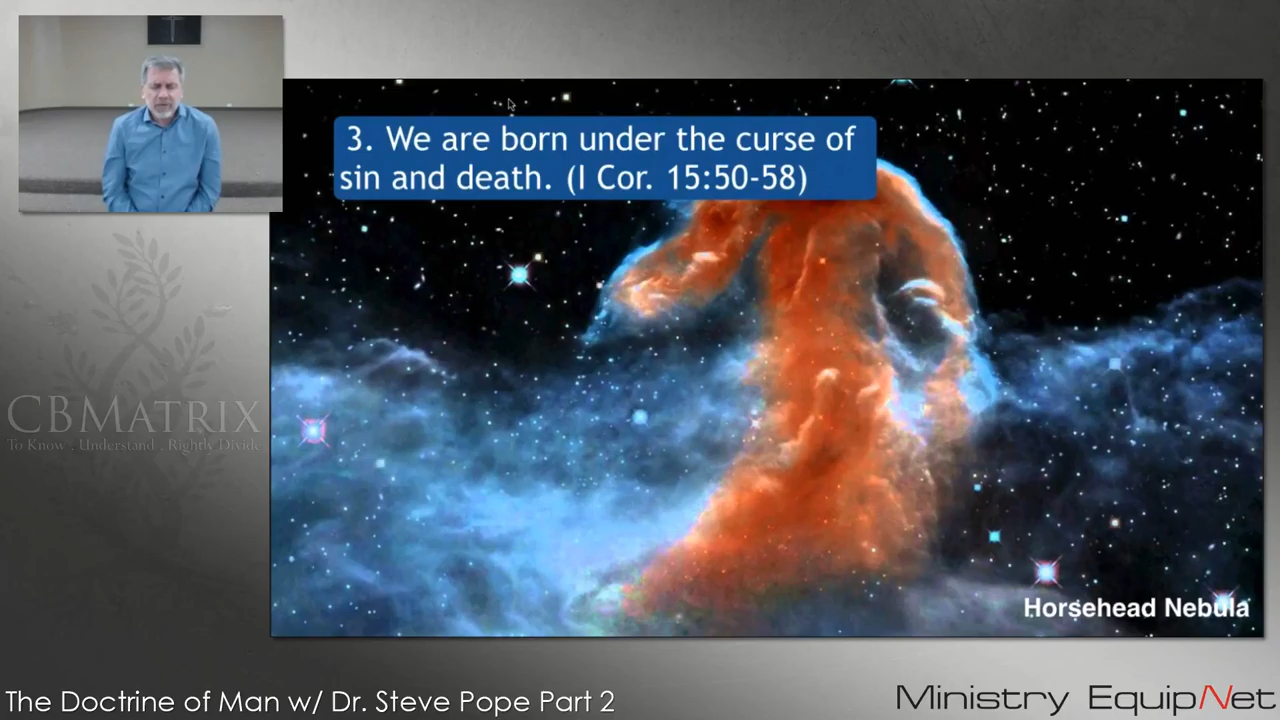 3. We are born under the curse of
sin and death. (I Cor. 15:50-58)
CBMATRIX
To Know . Understand . Rightly Divide
Horsehead Nebula
The Doctrine of Man w/ Dr. Steve Pope Part 2
Ministry EquipNet